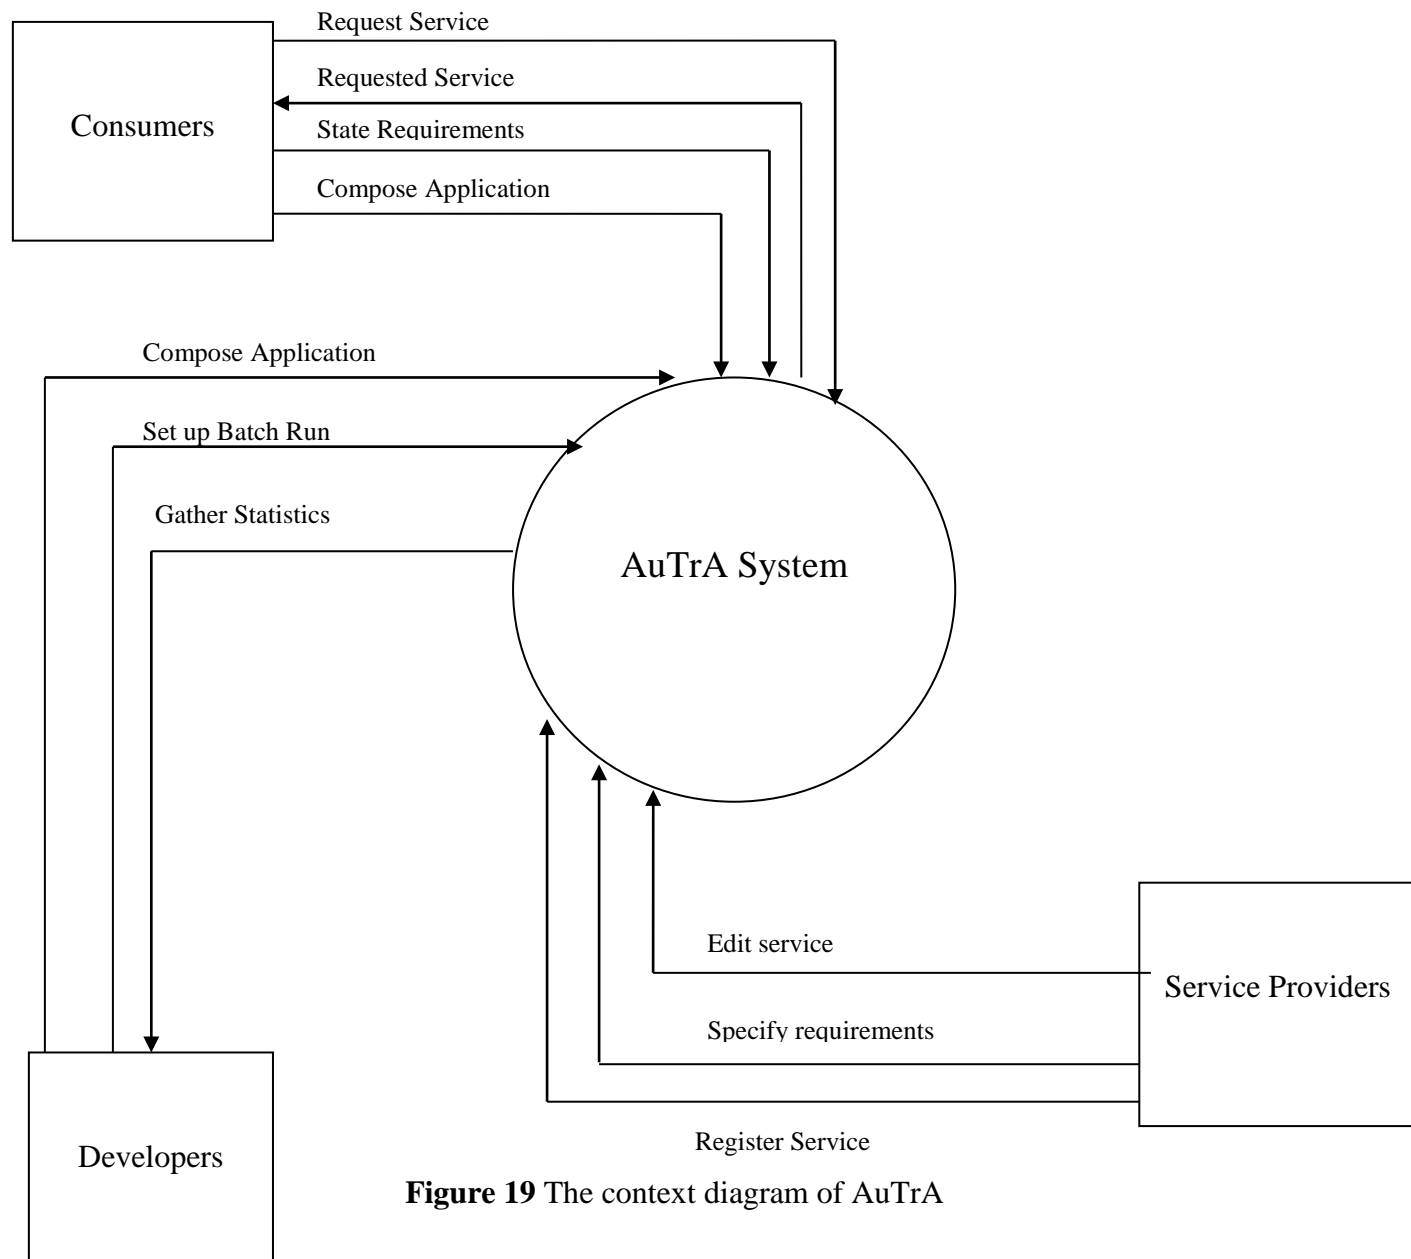 Request Service
Requested Service
Consumers
State Requirements
Compose Application
Compose Application
Set up Batch Run
Gather Statistics
AuTrA System
Edit service
Service Providers
Specify requirements
Register Service
Developers
Figure 19 The context diagram of AuTrA